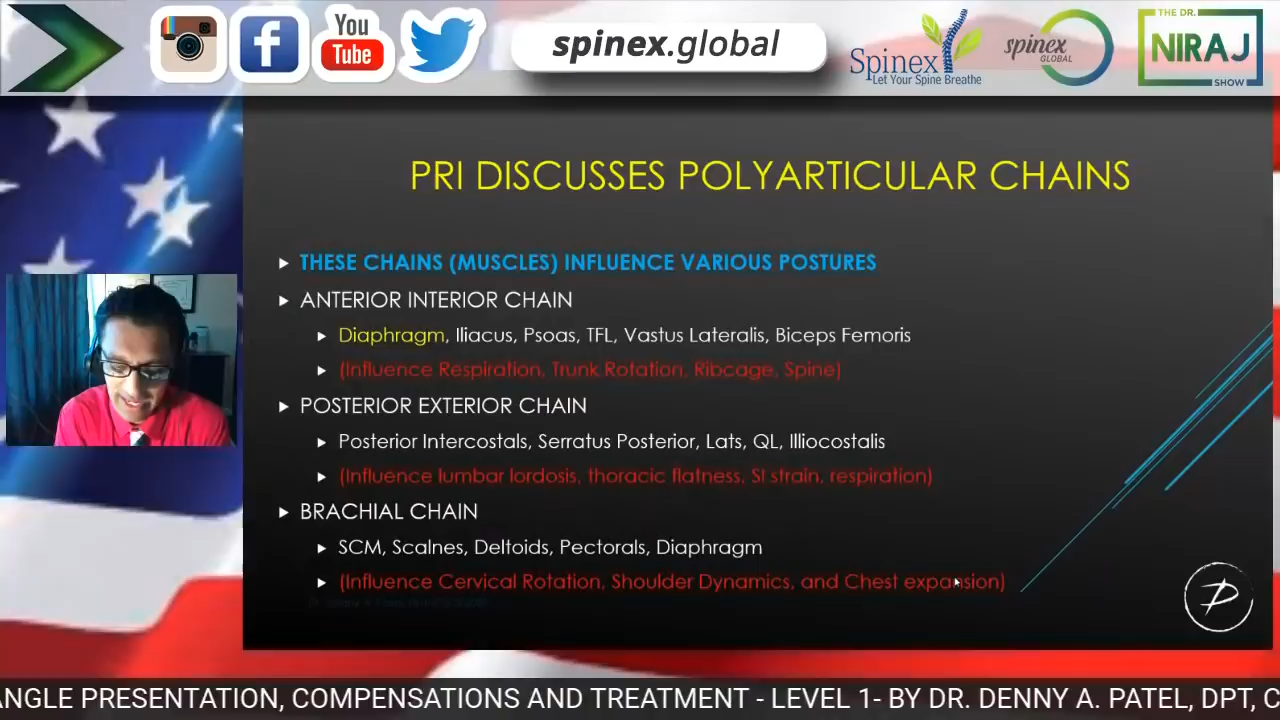 You
Tube
spinex.global
Spinex
Let Your Spine Breathe
spinex
GLOBAL
THE DR.
NIRAJ
SHOW
PRI DISCUSSES POLYARTICULAR CHAINS
THESE CHAINS (MUSCLES) INFLUENCE VARIOUS POSTURES
ANTERIOR INTERIOR CHAIN
Diaphragm, Iliacus, Psoas, TFL, Vastus Lateralis, Biceps Femoris
(Influence Respiration, Trunk Rotation, Ribcage, Spine)
POSTERIOR EXTERIOR CHAIN
Posterior Intercostals, Serratus Posterior, Lats, QL, Illiocostalis
(Influence lumbar lordosis, thoracic flatness, SI strain, respiration)
BRACHIAL CHAIN
SCM, Scalnes, Deltoids, Pectorals, Diaphragm
(Influence Cervical Rotation, Shoulder Dynamics, and Chest expansion)
ANGLE PRESENTATION, COMPENSATIONS AND TREATMENT - LEVEL 1- BY DR. DENNY A. PATEL, DPT, C